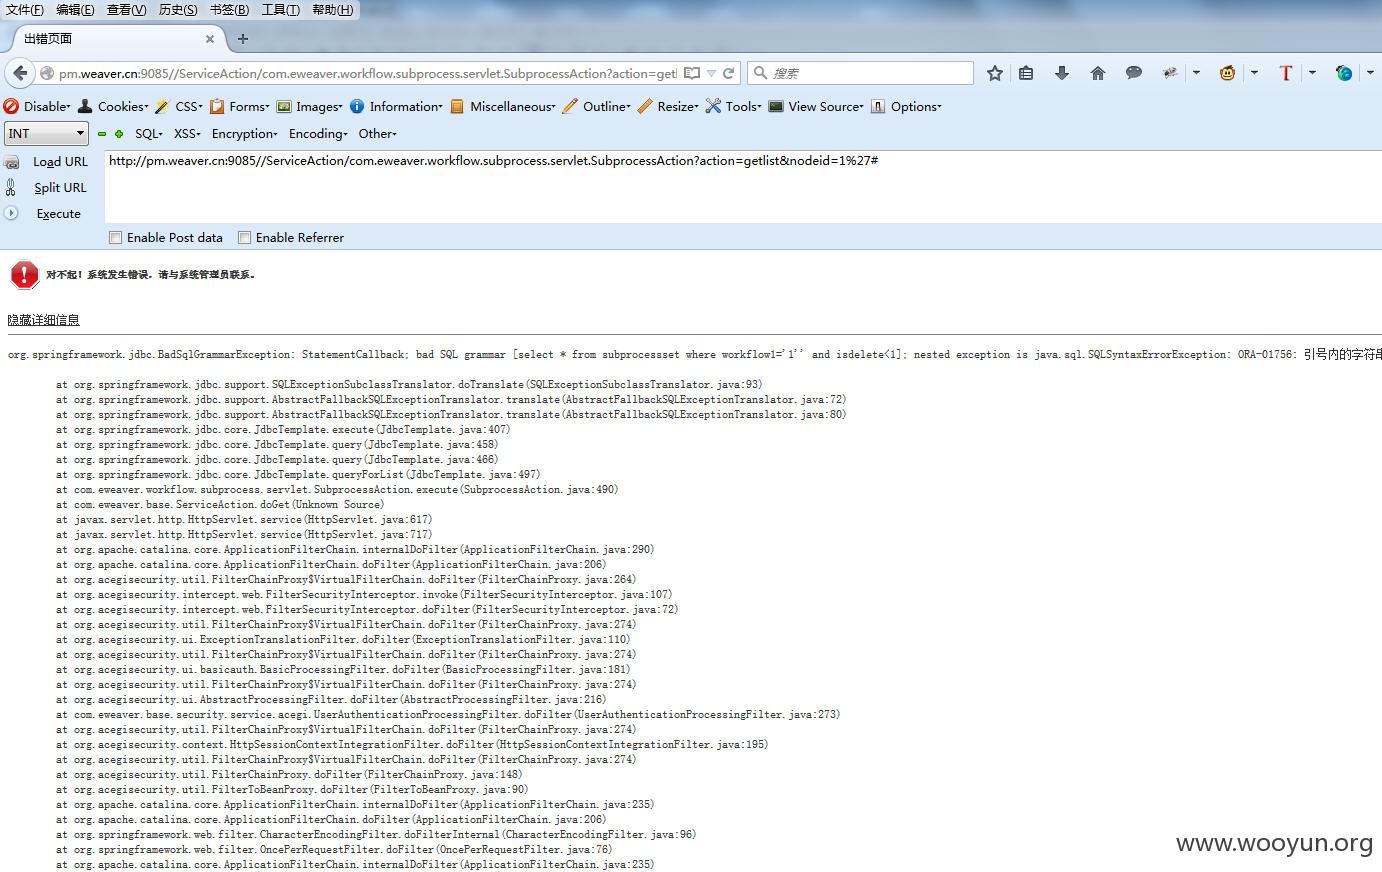 文件(F) 编辑(E) 查看(V) 历史(S) 书签(B) 工具(T) 帮助(H)
出错页面
pm.weaver.cn:9085//ServiceAction/com.eweaver.workflow.subprocess.servlet.SubprocessAction?action=getl 搜索
Disable Cookies CSS Forms Images Information Miscellaneous Outline Resize Tools View Source Options
INT SQL XSS Encryption Encoding Other
Load URL http://pm.weaver.cn:9085//ServiceAction/com.eweaver.workflow.subprocess.servlet.SubprocessAction?action=getlist&nodeid=1%27#
Split URL
Execute
Enable Post data Enable Referrer
对不起！系统发生错误。请与系统管理员联系。
隐藏详细信息
org.springframework.jdbc.BadSqlGrammarException: StatementCallback; bad SQL grammar [select * from subprocessset where workflow1='1'' and isdelete<1]; nested exception is java.sql.SQLSyntaxErrorException: ORA-01756: 引号内的字符串
at org.springframework.jdbc.support.SQLExceptionSubclassTranslator.doTranslate(SQLExceptionSubclassTranslator.java:93)
at org.springframework.jdbc.support.AbstractFallbackSQLExceptionTranslator.translate(AbstractFallbackSQLExceptionTranslator.java:72)
at org.springframework.jdbc.support.AbstractFallbackSQLExceptionTranslator.translate(AbstractFallbackSQLExceptionTranslator.java:80)
at org.springframework.jdbc.core.JdbcTemplate.execute(JdbcTemplate.java:407)
at org.springframework.jdbc.core.JdbcTemplate.query(JdbcTemplate.java:458)
at org.springframework.jdbc.core.JdbcTemplate.query(JdbcTemplate.java:466)
at org.springframework.jdbc.core.JdbcTemplate.queryForList(JdbcTemplate.java:497)
at com.eweaver.workflow.subprocess.servlet.SubprocessAction.execute(SubprocessAction.java:490)
at com.eweaver.base.ServiceAction.doGet(Unknown Source)
at javax.servlet.http.HttpServlet.service(HttpServlet.java:617)
at javax.servlet.http.HttpServlet.service(HttpServlet.java:717)
at org.apache.catalina.core.ApplicationFilterChain.internalDoFilter(ApplicationFilterChain.java:290)
at org.apache.catalina.core.ApplicationFilterChain.doFilter(ApplicationFilterChain.java:206)
at org.acegisecurity.util.FilterChainProxy$VirtualFilterChain.doFilter(FilterChainProxy.java:264)
at org.acegisecurity.intercept.web.FilterSecurityInterceptor.invoke(FilterSecurityInterceptor.java:107)
at org.acegisecurity.intercept.web.FilterSecurityInterceptor.doFilter(FilterSecurityInterceptor.java:72)
at org.acegisecurity.util.FilterChainProxy$VirtualFilterChain.doFilter(FilterChainProxy.java:274)
at org.acegisecurity.ui.ExceptionTranslationFilter.doFilter(ExceptionTranslationFilter.java:110)
at org.acegisecurity.util.FilterChainProxy$VirtualFilterChain.doFilter(FilterChainProxy.java:274)
at org.acegisecurity.ui.basicauth.BasicProcessingFilter.doFilter(BasicProcessingFilter.java:181)
at org.acegisecurity.util.FilterChainProxy$VirtualFilterChain.doFilter(FilterChainProxy.java:274)
at org.acegisecurity.ui.AbstractProcessingFilter.doFilter(AbstractProcessingFilter.java:216)
at com.eweaver.base.security.service.acegi.UserAuthenticationProcessingFilter.doFilter(UserAuthenticationProcessingFilter.java:273)
at org.acegisecurity.util.FilterChainProxy$VirtualFilterChain.doFilter(FilterChainProxy.java:274)
at org.acegisecurity.context.HttpSessionContextIntegrationFilter.doFilter(HttpSessionContextIntegrationFilter.java:195)
at org.acegisecurity.util.FilterChainProxy$VirtualFilterChain.doFilter(FilterChainProxy.java:274)
at org.acegisecurity.util.FilterChainProxy.doFilter(FilterChainProxy.java:148)
at org.acegisecurity.util.FilterToBeanProxy.doFilter(FilterToBeanProxy.java:90)
at org.apache.catalina.core.ApplicationFilterChain.internalDoFilter(ApplicationFilterChain.java:235)
at org.apache.catalina.core.ApplicationFilterChain.doFilter(ApplicationFilterChain.java:206)
at org.springframework.web.filter.CharacterEncodingFilter.doFilterInternal(CharacterEncodingFilter.java:96)
at org.springframework.web.filter.OncePerRequestFilter.doFilter(OncePerRequestFilter.java:76)
at org.apache.catalina.core.ApplicationFilterChain.internalDoFilter(ApplicationFilterChain.java:235)
www.wooyun.org